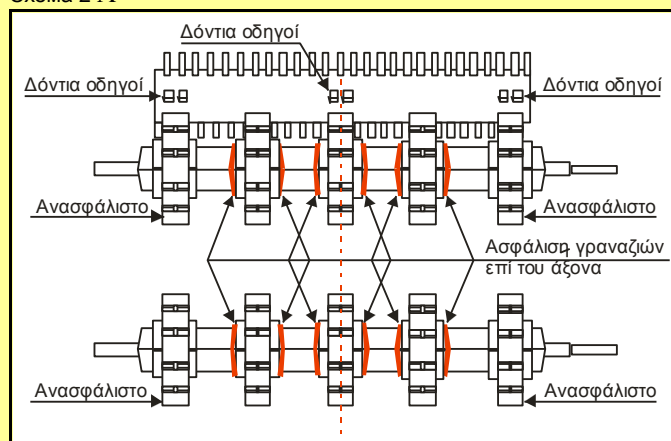 Δόντια οδηγοί
Δόντια οδηγοί
Δόντια οδηγοί
Ανασφάλιστο
Ανασφάλιστο
Ασφάλιση γραναζιών
επί του άξονα
Ανασφάλιστο
Ανασφάλιστο